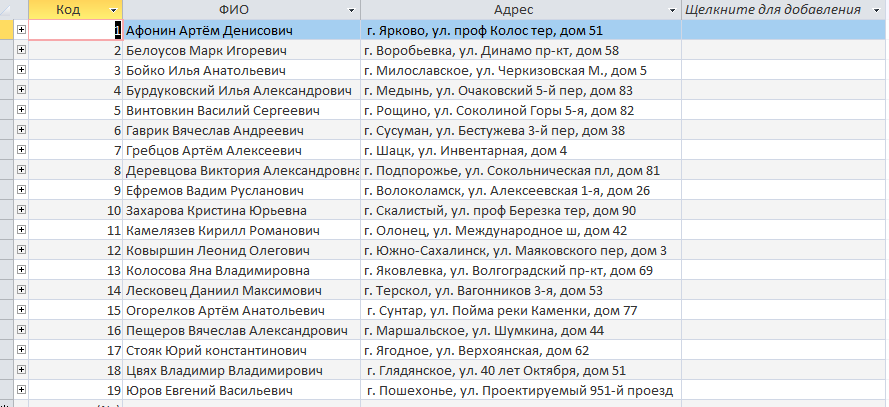 Код ФИО Адрес Щелкните для добавления
1 Афонин Артём Денисович г. Ярково, ул. проф Колос тер, дом 51
2 Белоусов Марк Игоревич г. Воробьевка, ул. Динамо пр-кт, дом 58
3 Бойко Илья Анатольевич г. Милославское, ул. Черкизовская М., дом 5
4 Бурдуковский Илья Александрович г. Медынь, ул. Очаковский 5-й пер, дом 83
5 Винтовкин Василий Сергеевич г. Рощино, ул. Соколиной Горы 5-я, дом 82
6 Гаврик Вячеслав Андреевич г. Сусуман, ул. Бестужева 3-й пер, дом 38
7 Гребцов Артём Алексеевич г. Шацк, ул. Инвентарная, дом 4
8 Деревцова Виктория Александровна г. Подпорожье, ул. Сокольническая пл, дом 81
9 Ефремов Вадим Русланович г. Волоколамск, ул. Алексеевская 1-я, дом 26
10 Захарова Кристина Юрьевна г. Скалистый, ул. проф Березка тер, дом 90
11 Камелязев Кирилл Романович г. Олонец, ул. Международное ш, дом 42
12 Ковыршин Леонид Олегович г. Южно-Сахалинск, ул. Маяковского пер, дом 3
13 Колосова Яна Владимировна г. Яковлевка, ул. Волгоградский пр-кт, дом 69
14 Лесковец Даниил Максимович г. Терскол, ул. Вагонников 3-я, дом 53
15 Огорелков Артём Анатольевич г. Сунтар, ул. Пойма реки Каменки, дом 77
16 Пещеров Вячеслав Александрович г. Маршальское, ул. Шумкина, дом 44
17 Стояк Юрий константинович г. Ягодное, ул. Верхоянская, дом 62
18 Цвях Владимир Владимирович г. Глядянское, ул. 40 лет Октября, дом 51
19 Юров Евгений Васильевич г. Пошехонье, ул. Проектируемый 951-й проезд